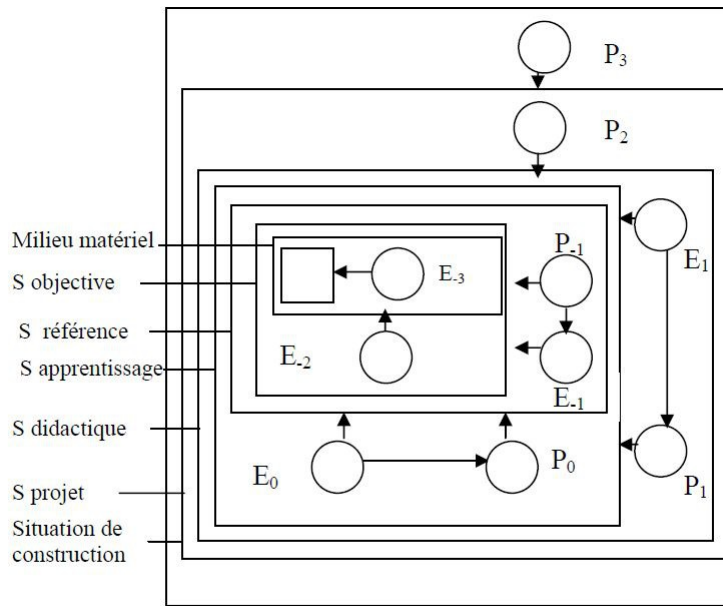 P3
P2
Milieu matériel
P-1
E1
S objective
E-3
S référence
E-2
S apprentissage
E-1
S didactique
E0
P0
P1
S projet
Situation de
construction